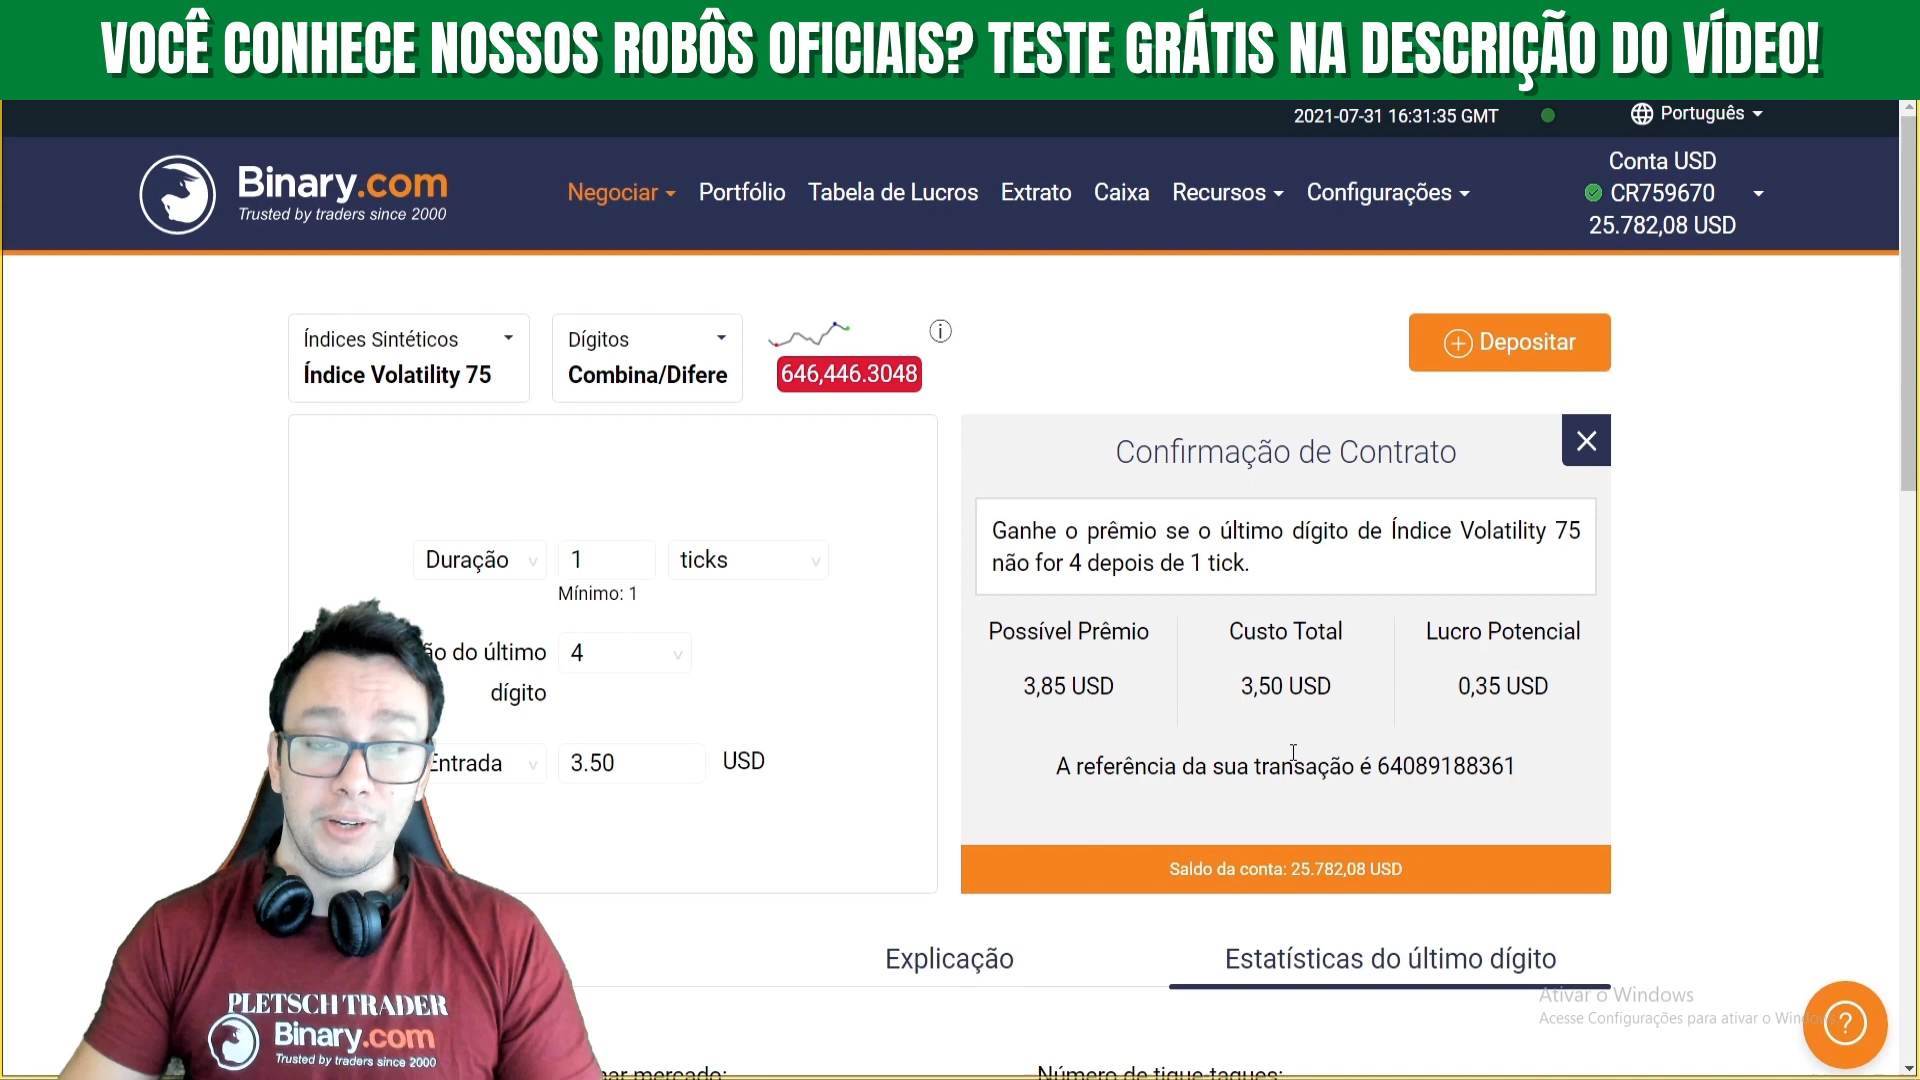 VOCÊ CONHECE NOSSOS ROBÔS OFICIAIS? TESTE GRÁTIS NA DESCRIÇÃO DO VÍDEO!
2021-07-31 16:31:35 GMT
Português
Binary.com
Trusted by traders since 2000
Negociar
Portfólio
Tabela de Lucros
Extrato
Caixa
Recursos
Configurações
Conta USD
CR759670
25.782,08 USD
Índices Sintéticos
Índice Volatility 75
Dígitos
Combina/Difere
646,446.3048
Depositar
Confirmação de Contrato
Ganhe o prêmio se o último dígito de Índice Volatility 75
não for 4 depois de 1 tick.
Duração
1
ticks
Mínimo: 1
ão do último
dígito
4
Entrada
3.50
USD
Possível Prêmio
3,85 USD
Custo Total
3,50 USD
Lucro Potencial
0,35 USD
A referência da sua transação é 64089188361
Saldo da conta: 25.782,08 USD
Explicação
Estatísticas do último dígito
Ativar o Windows
Acesse Configurações para ativar o Windo
PLETSCH TRADER
Binary.com
Trusted by traders since 2000
nar mercado:
Número de tique-taques: